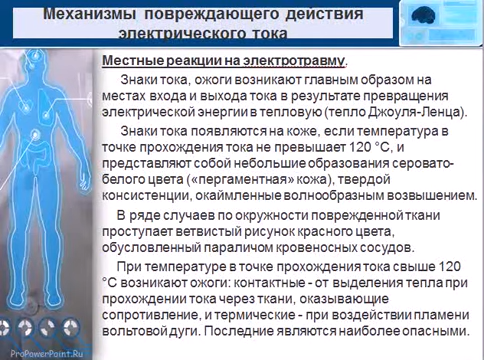 Механизмы повреждающего действия
электрического тока
Местные реакции на электротравму.
Знаки тока, ожоги возникают главным образом на
местах входа и выхода тока в результате превращения
электрической энергии в тепловую (тепло Джоуля-Ленца).
Знаки тока появляются на коже, если температура в
точке прохождения тока не превышает 120 °С, и
представляют собой небольшие образования серовато-
белого цвета («пергаментная» кожа), твердой
консистенции, окаймленные волнообразным возвышением.
В ряде случаев по окружности поврежденной ткани
проступает ветвистый рисунок красного цвета,
обусловленный параличом кровеносных сосудов.
При температуре в точке прохождения тока свыше 120
°С возникают ожоги: контактные - от выделения тепла при
прохождении тока через ткани, оказывающие
сопротивление, и термические - при воздействии пламени
вольтовой дуги. Последние являются наиболее опасными.
ProPowerPoint.Ru